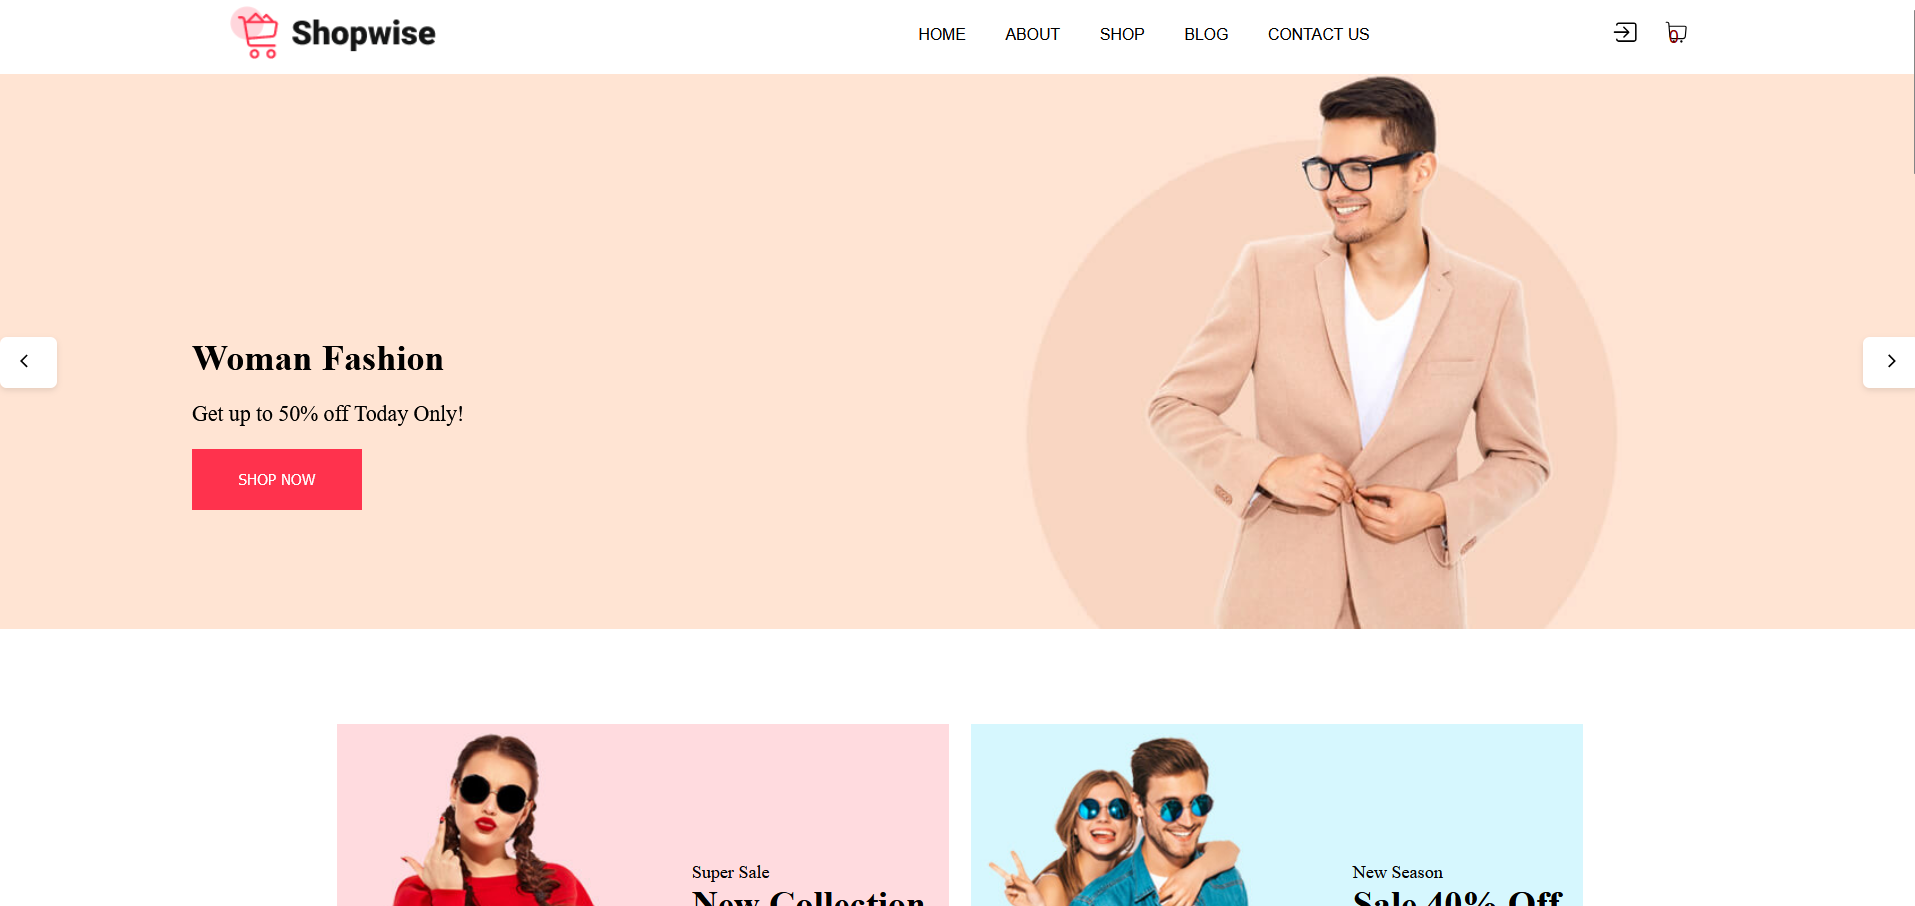 Shopwise
HOME ABOUT SHOP BLOG CONTACT US
0
Woman Fashion
Get up to 50% off Today Only!
SHOP NOW
Super Sale
New Collection
New Season
Sale 40% Off